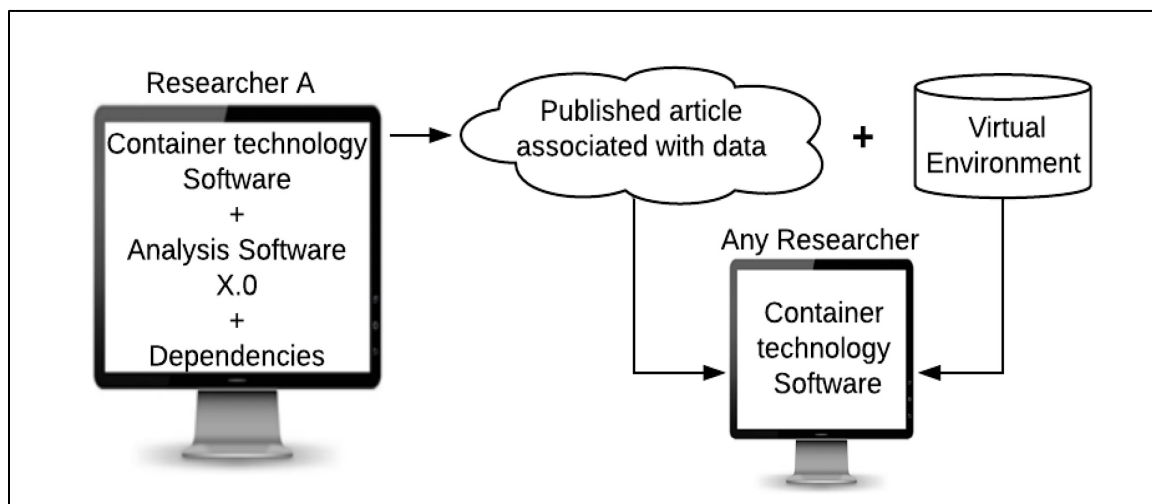 Researcher A
Container technology
Software
+
Analysis Software
X.0
+
Dependencies
Published article
associated with data
+
Virtual
Environment
Any Researcher
Container
technology
Software